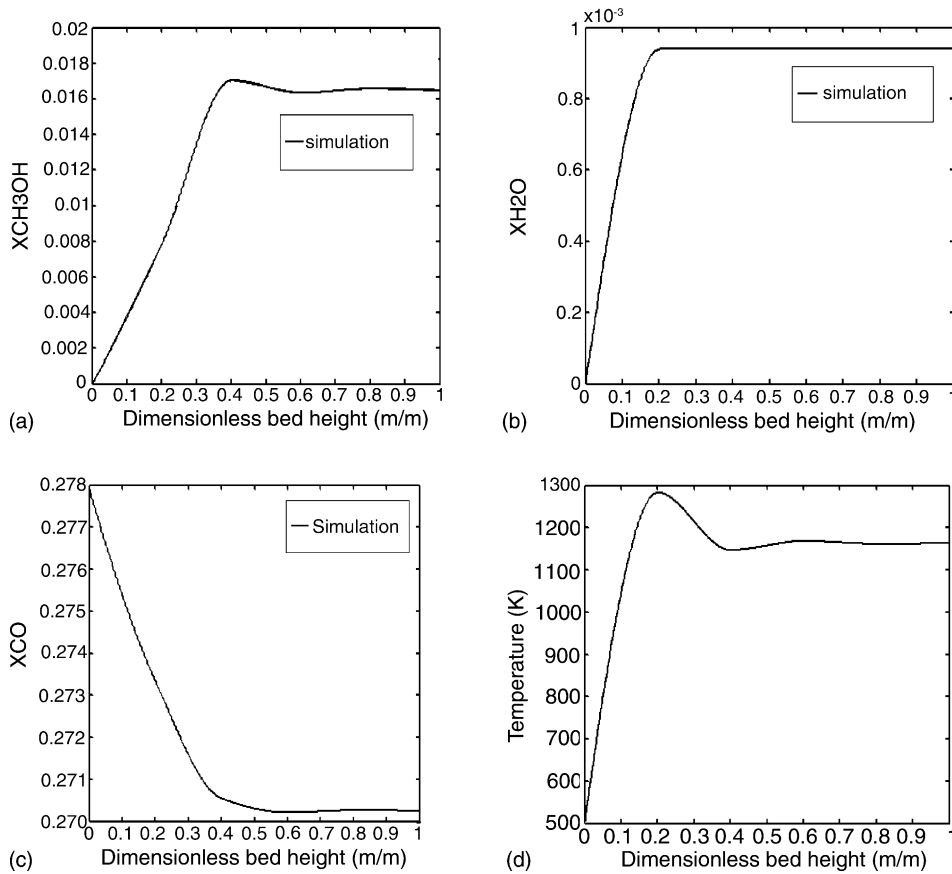 0.02
0.018
0.016
0.014
0.012
0.01
0.008
0.006
0.004
0.002
0
XCH3OH
simulation
0 0.1 0.2 0.3 0.4 0.5 0.6 0.7 0.8 0.9 1
(a) Dimensionless bed height (m/m)
x10-3
1
0.8
0.6
0.4
0.2
0
XH2O
simulation
0 0.1 0.2 0.3 0.4 0.5 0.6 0.7 0.8 0.9 1
(b) Dimensionless bed height (m/m)
0.278
0.277
0.276
0.275
0.274
0.273
0.272
0.271
0.270
XCO
Simulation
0 0.1 0.2 0.3 0.4 0.5 0.6 0.7 0.8 0.9 1
(c) Dimensionless bed height (m/m)
1300
1200
1100
1000
900
800
700
600
500
Temperature (K)
0 0.1 0.2 0.3 0.4 0.5 0.6 0.7 0.8 0.9 1
(d) Dimensionless bed height (m/m)